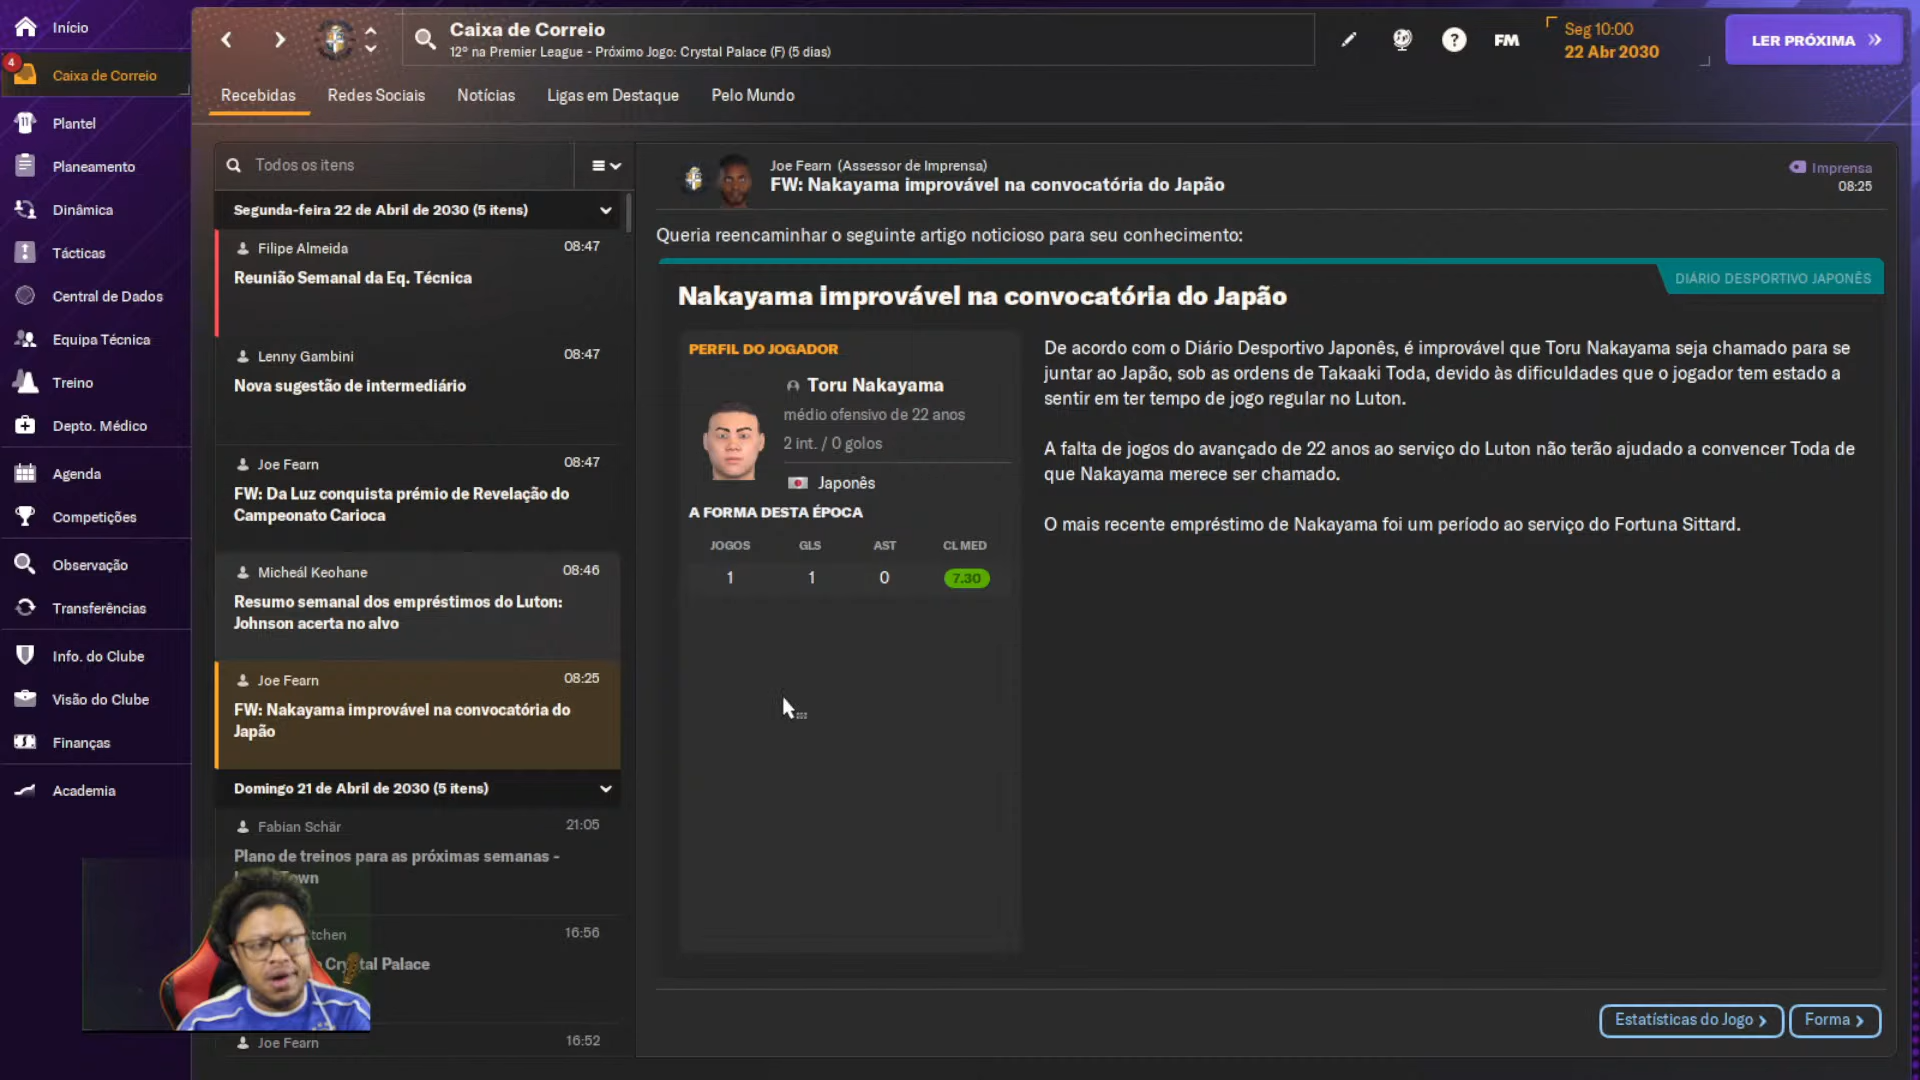 Início
4
Caixa de Correio
Plantel
Planeamento
Dinâmica
Tácticas
Central de Dados
Equipa Técnica
Treino
Depto. Médico
Agenda
Competições
Observação
Transferências
Info. do Clube
Visão do Clube
Finanças
Academia
Caixa de Correio
12º na Premier League - Próximo Jogo: Crystal Palace (F) (5 dias)
FM
Seg 10:00
22 Abr 2030
LER PRÓXIMA
Recebidas
Redes Sociais
Notícias
Ligas em Destaque
Pelo Mundo
Todos os itens
Segunda-feira 22 de Abril de 2030 (5 itens)
Filipe Almeida
08:47
Reunião Semanal da Eq. Técnica
Lenny Gambini
08:47
Nova sugestão de intermediário
Joe Fearn
08:47
FW: Da Luz conquista prémio de Revelação do
Campeonato Carioca
Micheál Keohane
08:46
Resumo semanal dos empréstimos do Luton:
Johnson acerta no alvo
Joe Fearn
08:25
FW: Nakayama improvável na convocatória do
Japão
Domingo 21 de Abril de 2030 (5 itens)
Fabian Schär
21:05
Plano de treinos para as próximas semanas -
Town
tchen
16:56
Crystal Palace
Joe Fearn
16:52
Joe Fearn (Assessor de Imprensa)
FW: Nakayama improvável na convocatória do Japão
Imprensa
08:25
Queria reencaminhar o seguinte artigo noticioso para seu conhecimento:
DIÁRIO DESPORTIVO JAPONÊS
Nakayama improvável na convocatória do Japão
PERFIL DO JOGADOR
Toru Nakayama
médio ofensivo de 22 anos
2 int. / 0 golos
Japonês
A FORMA DESTA ÉPOCA
JOGOS GLS AST CL MED
1 1 0 7.30
De acordo com o Diário Desportivo Japonês, é improvável que Toru Nakayama seja chamado para se
juntar ao Japão, sob as ordens de Takaaki Toda, devido às dificuldades que o jogador tem estado a
sentir em ter tempo de jogo regular no Luton.
A falta de jogos do avançado de 22 anos ao serviço do Luton não terão ajudado a convencer Toda de
que Nakayama merece ser chamado.
O mais recente empréstimo de Nakayama foi um período ao serviço do Fortuna Sittard.
Estatísticas do Jogo
Forma